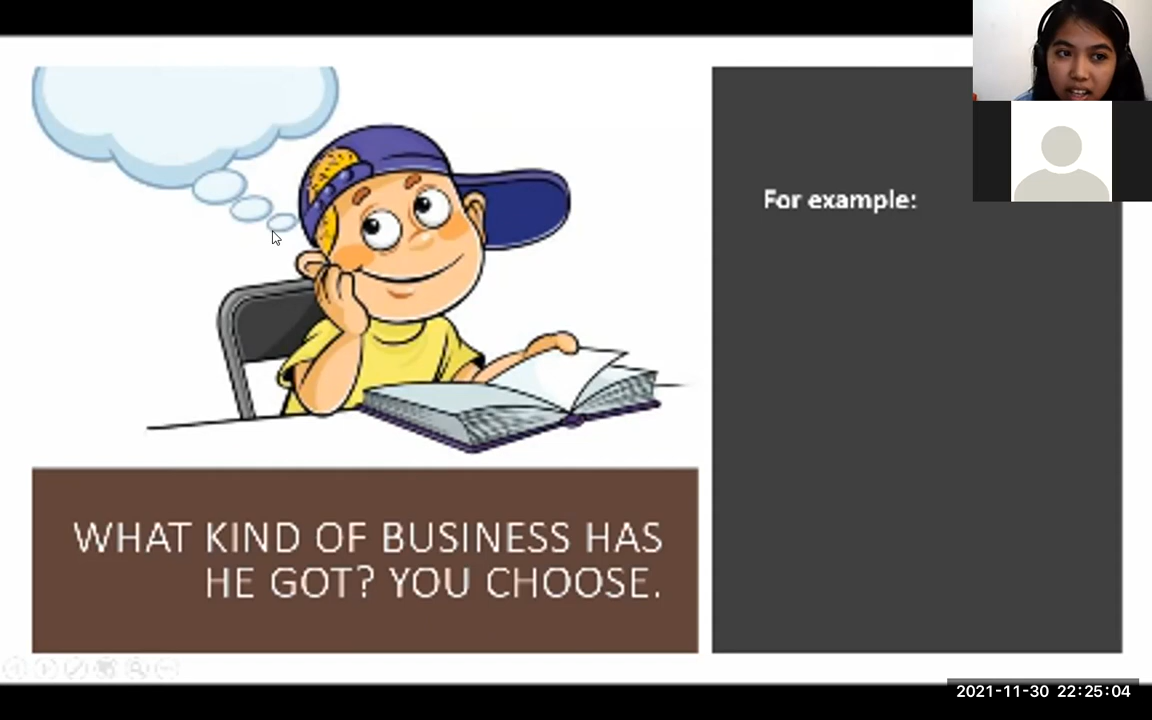 For example:
WHAT KIND OF BUSINESS HAS
HE GOT? YOU CHOOSE.
2021-11-30 22:25:04